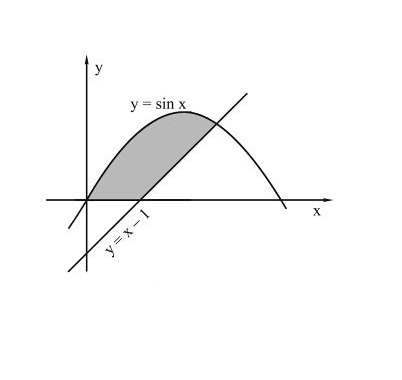 y
y = sin x
x
y = x − 1